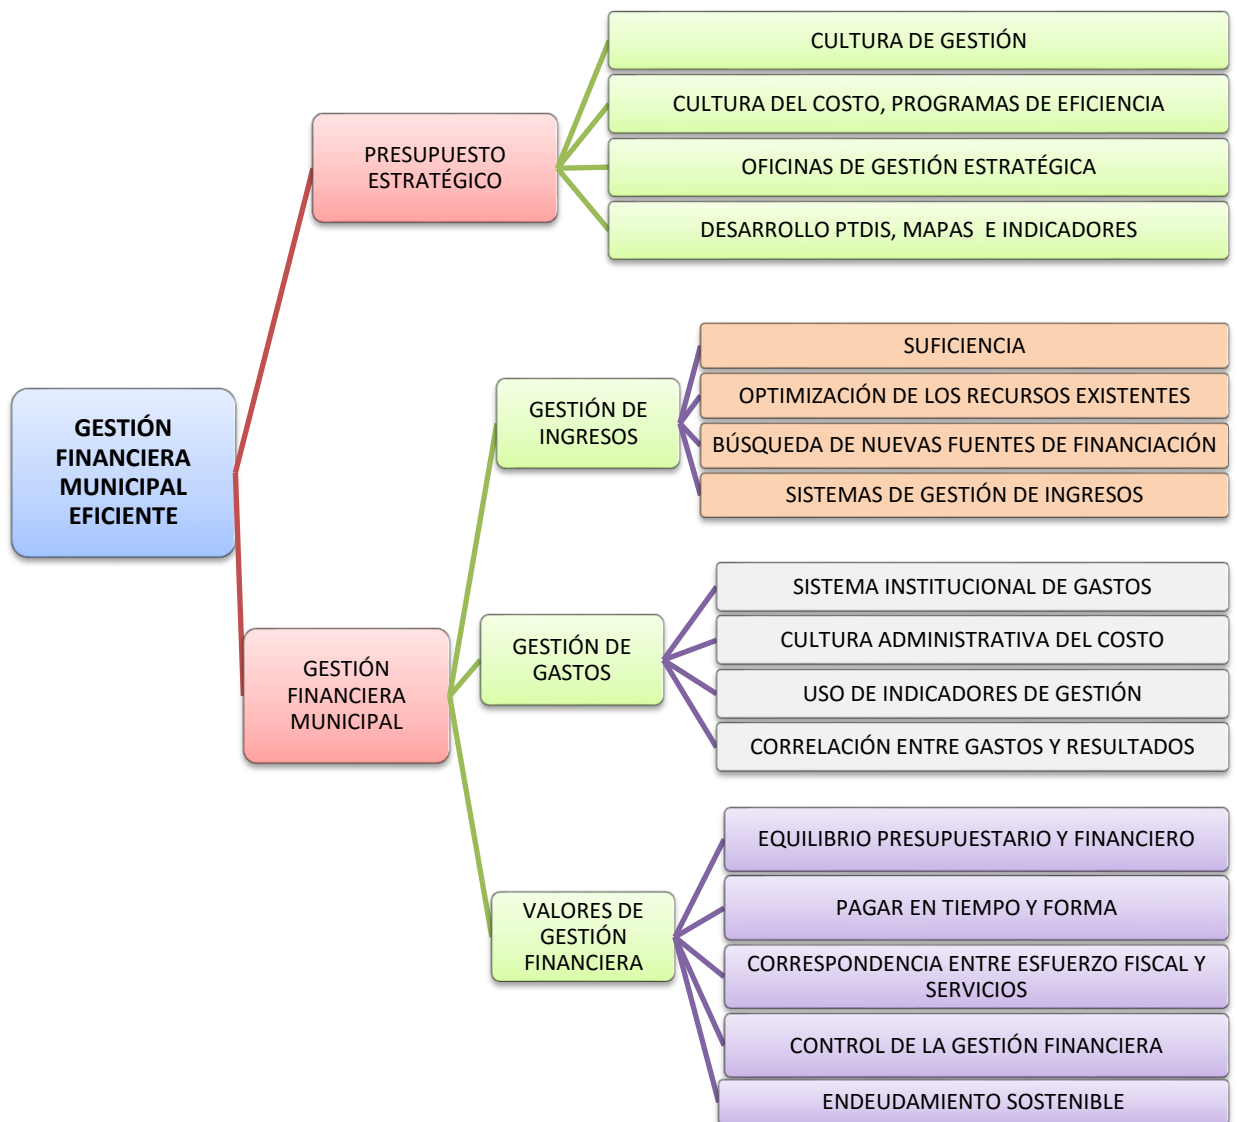 CULTURA DE GESTIÓN
CULTURA DEL COSTO, PROGRAMAS DE EFICIENCIA
PRESUPUESTO
ESTRATÉGICO
OFICINAS DE GESTIÓN ESTRATÉGICA
DESARROLLO PTDIS, MAPAS E INDICADORES
GESTIÓN
FINANCIERA
MUNICIPAL
EFICIENTE
SUFICIENCIA
OPTIMIZACIÓN DE LOS RECURSOS EXISTENTES
GESTIÓN DE
INGRESOS
BÚSQUEDA DE NUEVAS FUENTES DE FINANCIACIÓN
SISTEMAS DE GESTIÓN DE INGRESOS
GESTIÓN
FINANCIERA
MUNICIPAL
SISTEMA INSTITUCIONAL DE GASTOS
CULTURA ADMINISTRATIVA DEL COSTO
GESTIÓN DE
GASTOS
USO DE INDICADORES DE GESTIÓN
CORRELACIÓN ENTRE GASTOS Y RESULTADOS
EQUILIBRIO PRESUPUESTARIO Y FINANCIERO
PAGAR EN TIEMPO Y FORMA
VALORES DE
GESTIÓN
FINANCIERA
CORRESPONDENCIA ENTRE ESFUERZO FISCAL Y
SERVICIOS
CONTROL DE LA GESTIÓN FINANCIERA
ENDEUDAMIENTO SOSTENIBLE